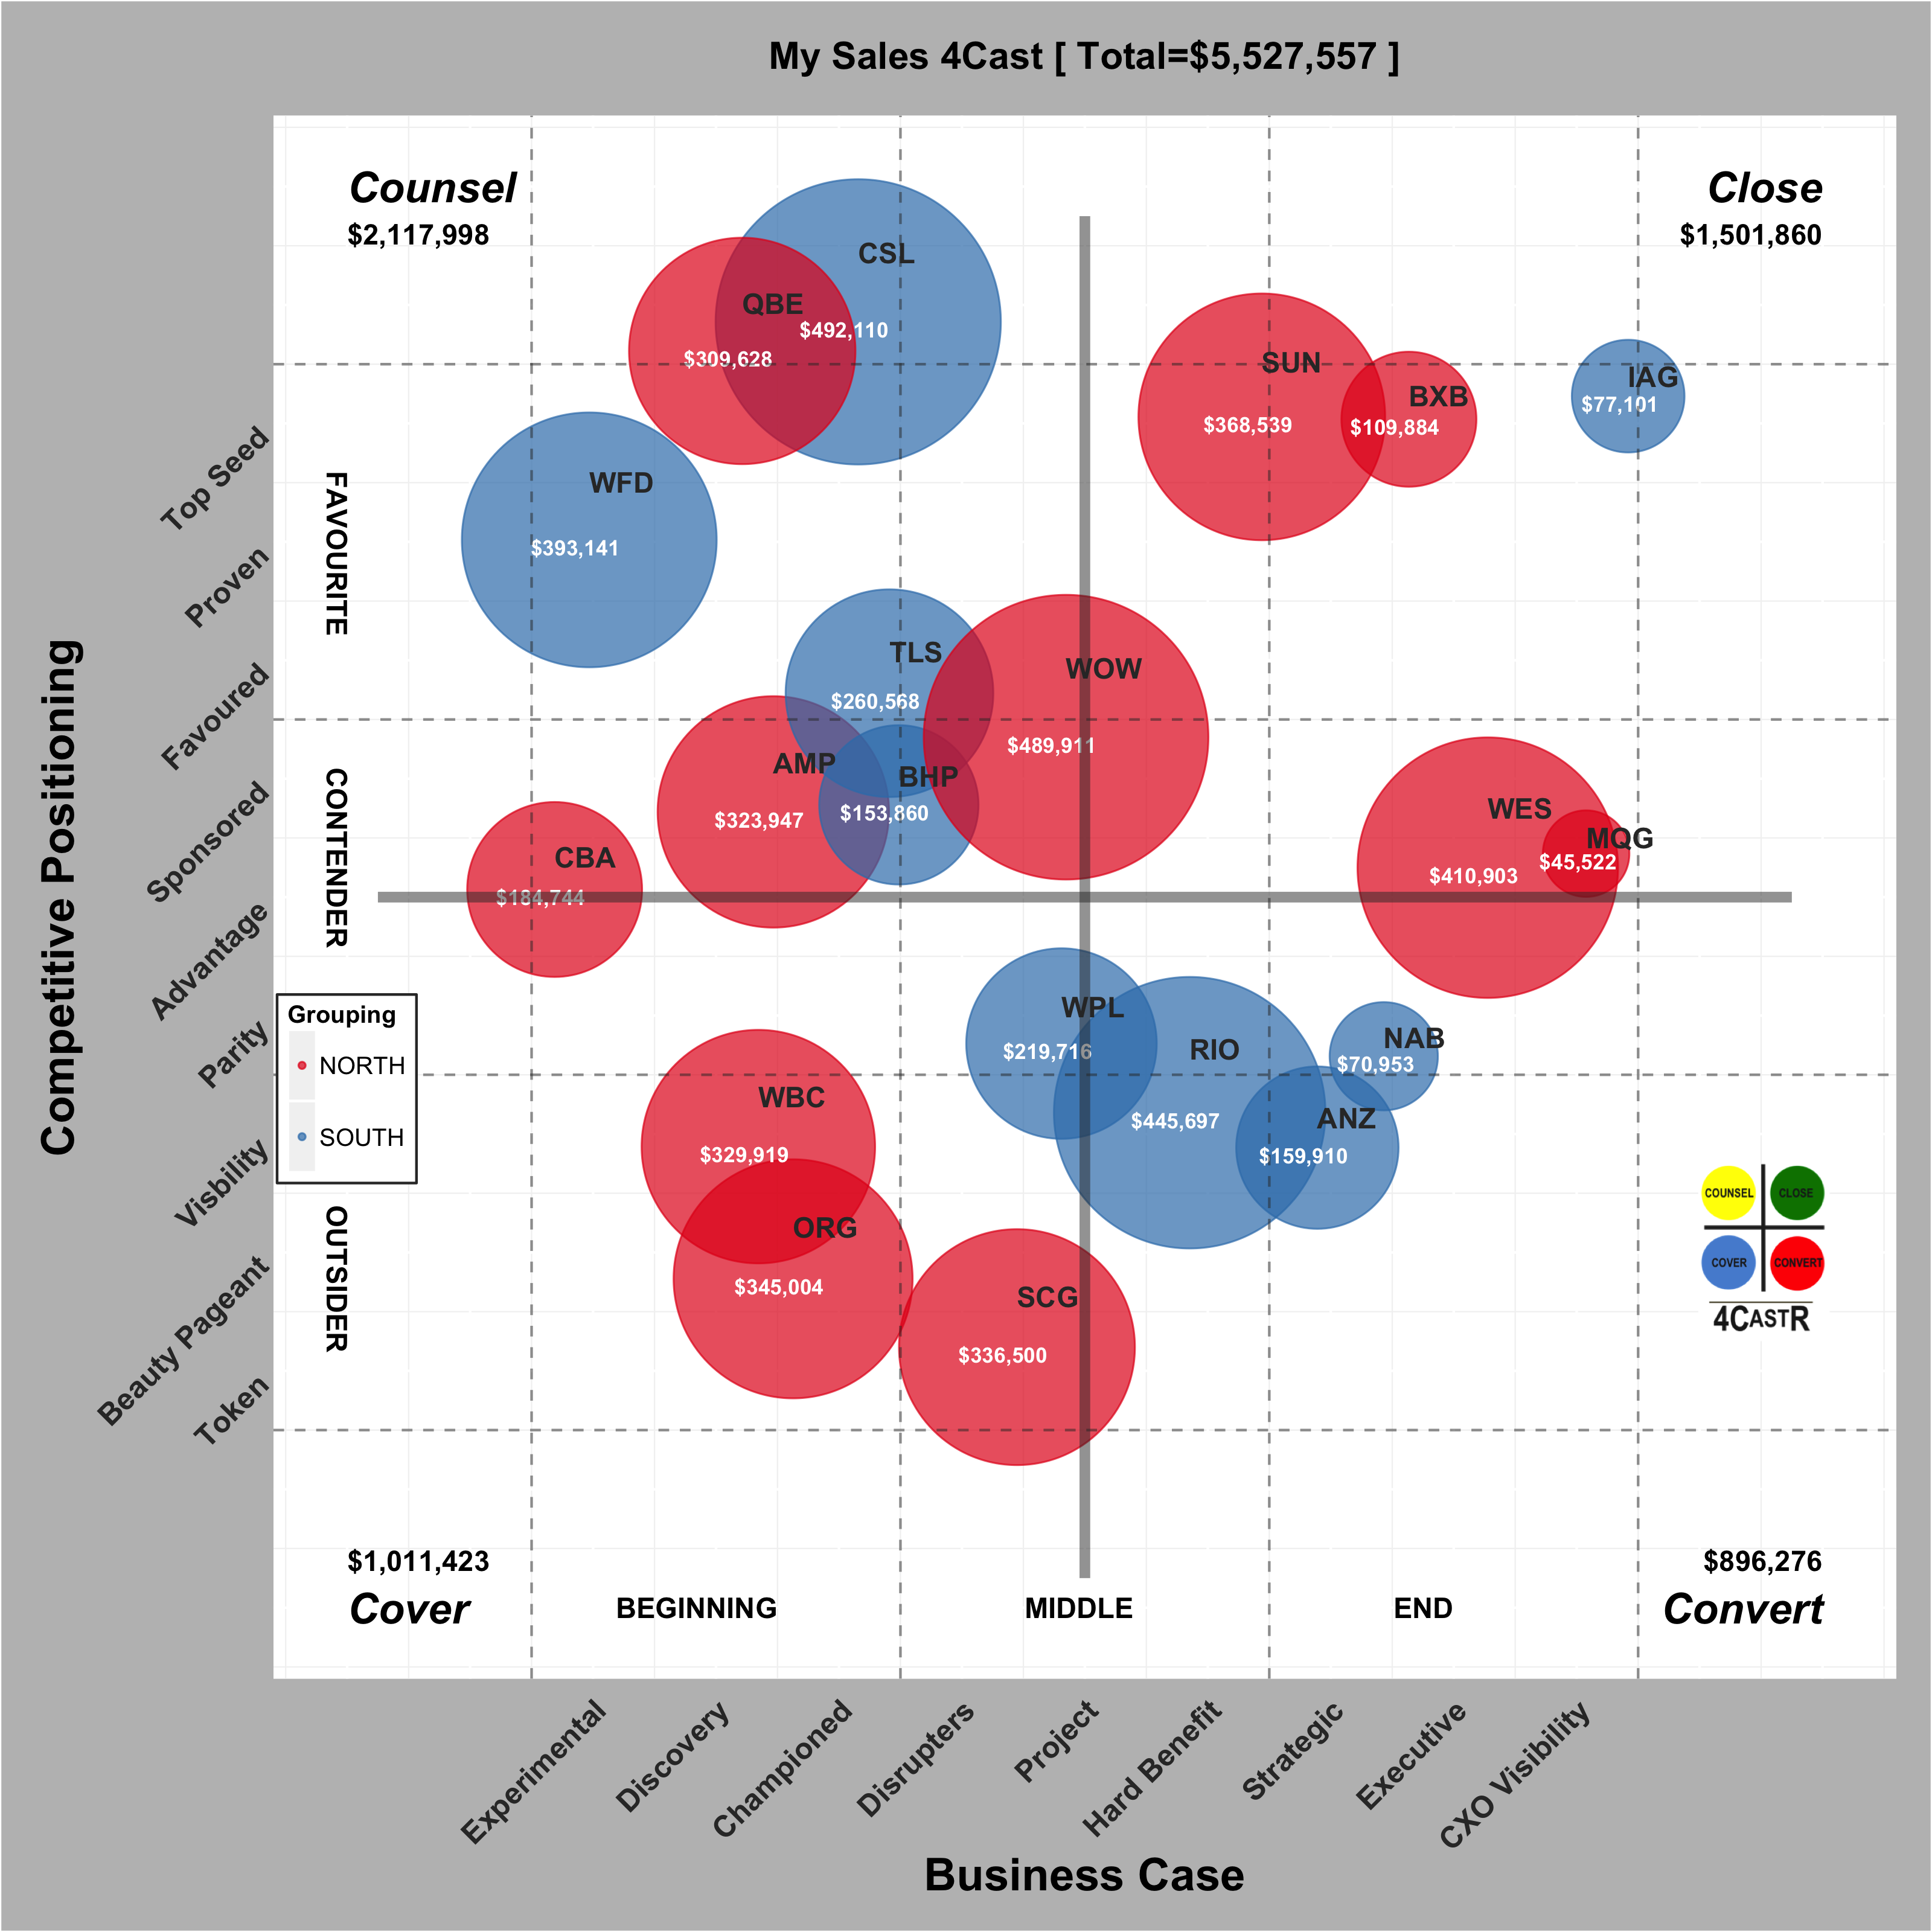 My Sales 4Cast [ Total=$5,527,557 ]
Counsel
$2,117,998
Close
$1,501,860
CSL
$492,110
QBE
$309,628
SUN
$368,539
BXB
$109,884
IAG
$77,101
WFD
$393,141
TLS
$260,568
WOW
$489,911
AMP
$323,947
BHP
$153,860
CBA
$184,744
WES
$410,903
MQG
$45,522
WPL
$219,716
RIO
$445,697
NAB
$70,953
ANZ
$159,910
WBC
$329,919
ORG
$345,004
SCG
$336,500
Competitive Positioning
Top Seed
Proven
Favoured
Sponsored
Advantage
Parity
Visbility
Beauty Pageant
Token
FAVOURITE
CONTENDER
OUTSIDER
Grouping
NORTH
SOUTH
COUNSEL
CLOSE
COVER
CONVERT
4CASTR
$1,011,423
Cover
$896,276
Convert
BEGINNING
MIDDLE
END
Experimental
Discovery
Championed
Disrupters
Project
Hard Benefit
Strategic
Executive
CXO Visibility
Business Case